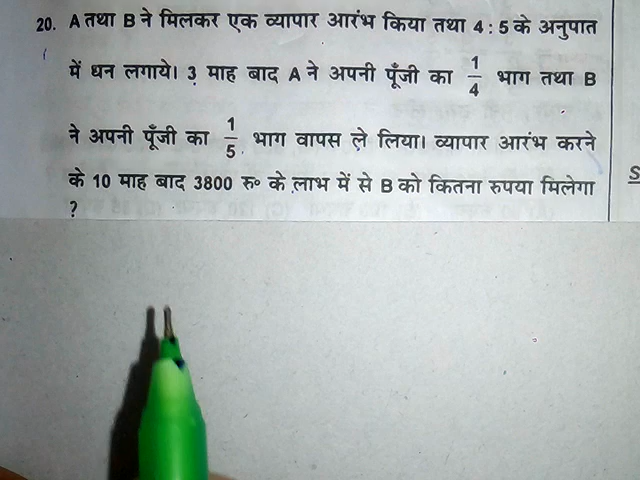 20. A तथा B ने मिलकर एक व्यापार आरंभ किया तथा 4 : 5 के अनुपात
में धन लगाये। 3 माह बाद A ने अपनी पूँजी का 1/4 भाग तथा B
ने अपनी पूँजी का 1/5 भाग वापस ले लिया। व्यापार आरंभ करने
के 10 माह बाद 3800 रु० के लाभ में से B को कितना रुपया मिलेगा
?
S